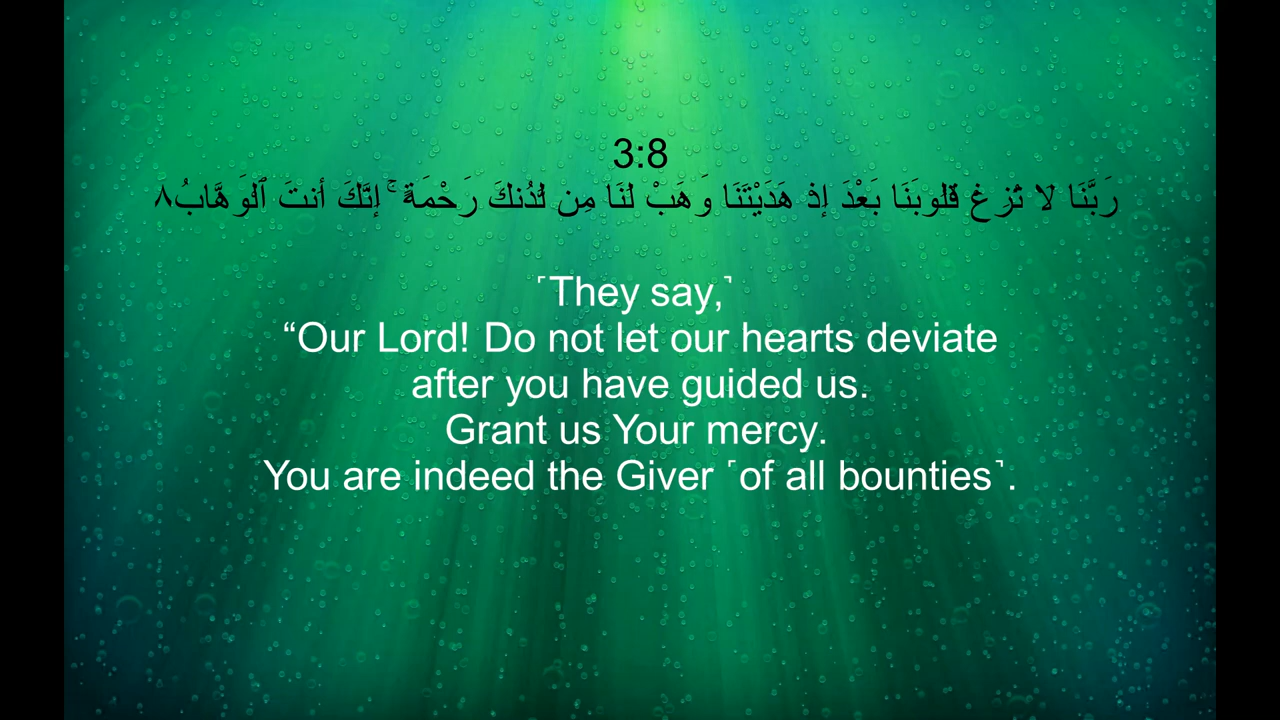 3:8
رَبَّنَا لَا تُزِغْ قُلُوبَنَا بَعْدَ إِذْ هَدَيْتَنَا وَهَبْ لَنَا مِن لَّدُنكَ رَحْمَةً ۚ إِنَّكَ أَنتَ ٱلْوَهَّابُ٨
⸢They say,⸣
“Our Lord! Do not let our hearts deviate
after you have guided us.
Grant us Your mercy.
You are indeed the Giver ⸢of all bounties⸣.